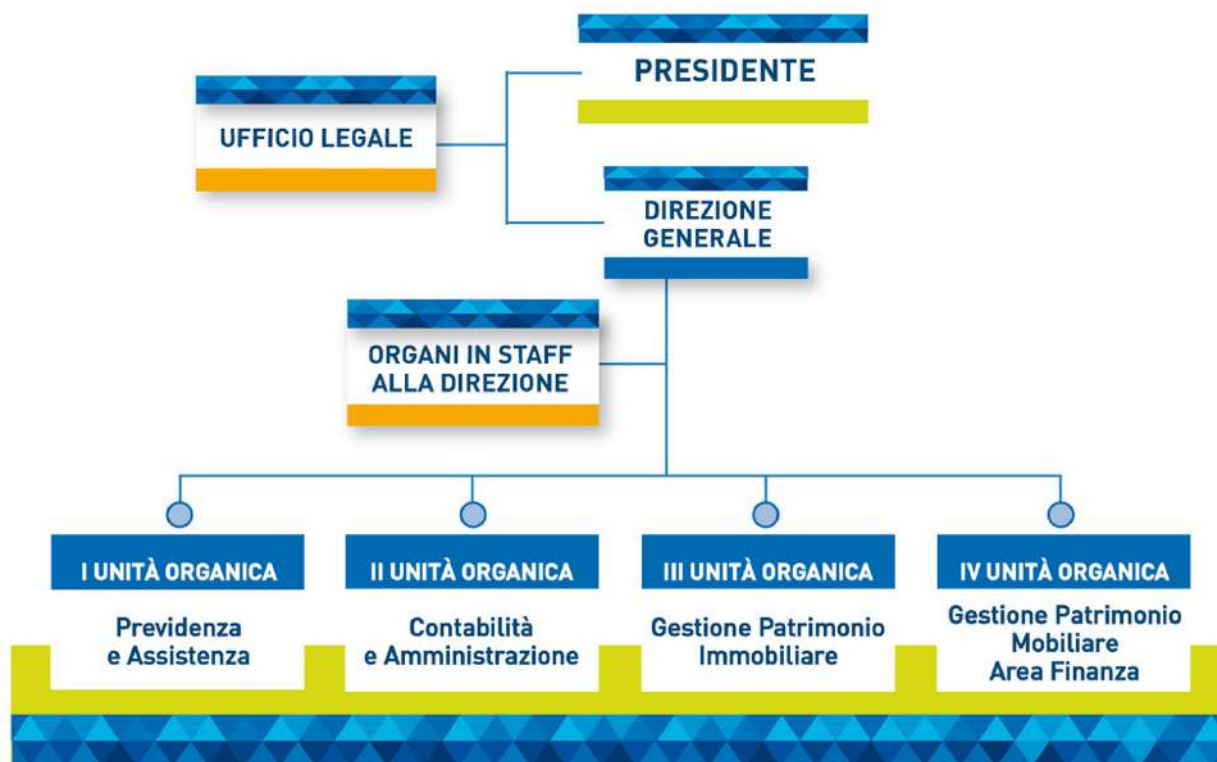 PRESIDENTE
UFFICIO LEGALE
DIREZIONE
GENERALE
ORGANI IN STAFF
ALLA DIREZIONE
I UNITÀ ORGANICA
Previdenza
e Assistenza
II UNITÀ ORGANICA
Contabilità
e Amministrazione
III UNITÀ ORGANICA
Gestione Patrimonio
Immobiliare
IV UNITÀ ORGANICA
Gestione Patrimonio
Mobiliare
Area Finanza